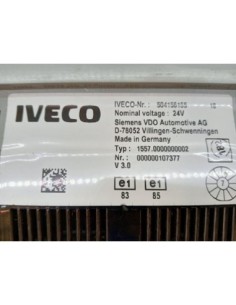 IVECO
IVECO-Nr. : 504156155
Nominal voltage: 24V
Siemens VDO Automotive AG
D-78052 Villingen-Schwenningen
Made in Germany
Typ : 1557.0000000002
Nr. : 000000107377
V 3.0
e1 e1
83 85